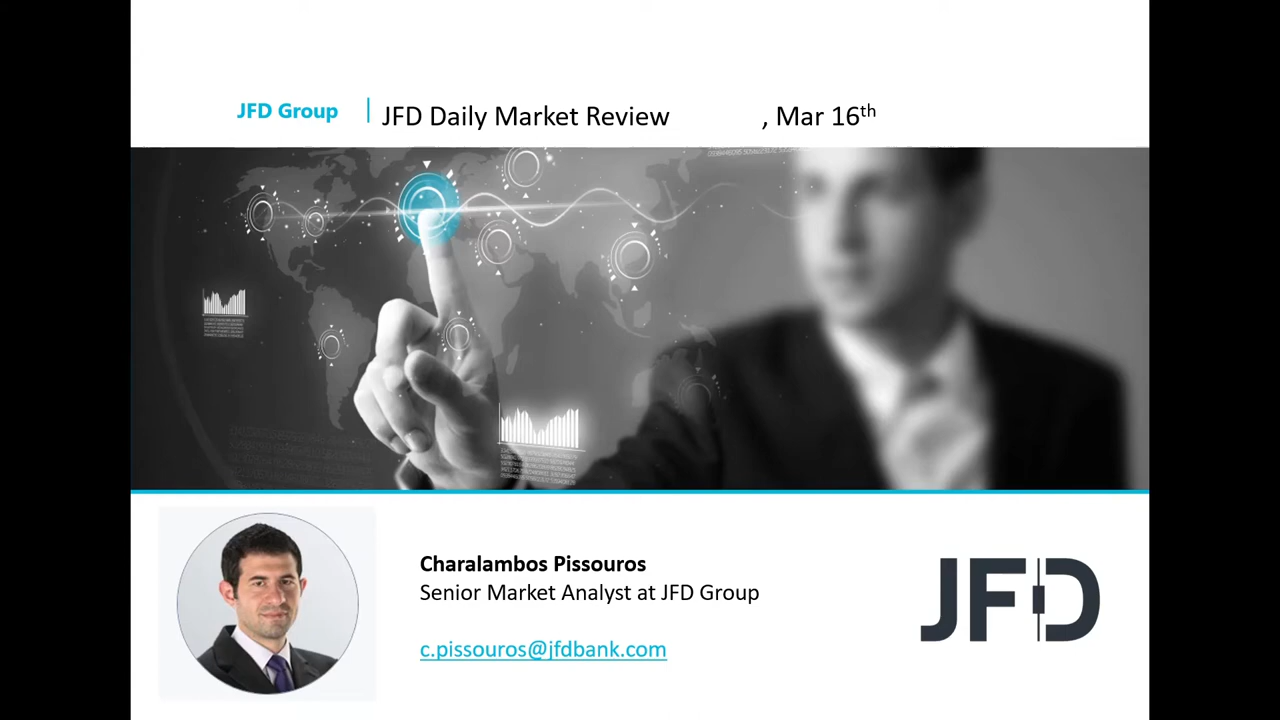 JFD Group
JFD Daily Market Review , Mar 16th
Charalambos Pissouros
Senior Market Analyst at JFD Group
c.pissouros@jfdbank.com
JFD